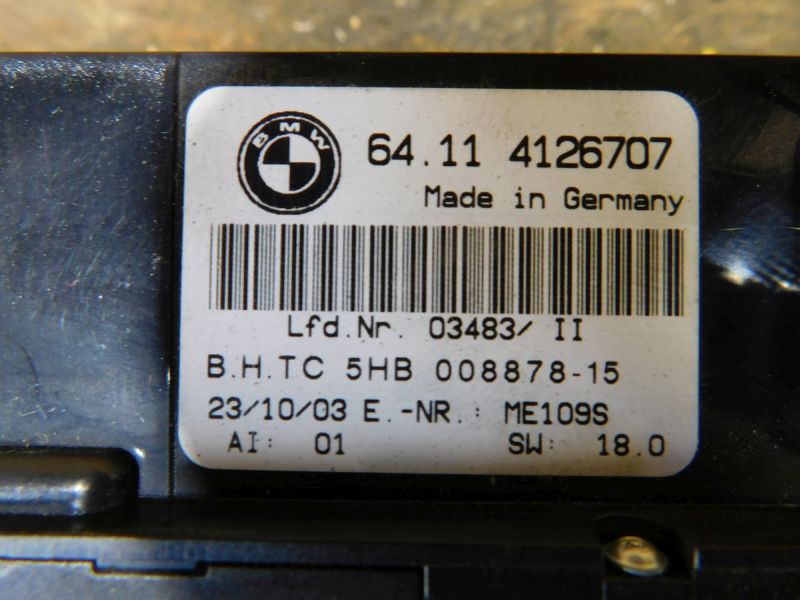 BMW
64.11 4126707
Made in Germany
Lfd.Nr. 03483/ II
B.H.TC 5HB 008878-15
23/10/03 E.-NR.: ME109S
AI: 01 SW: 18.0